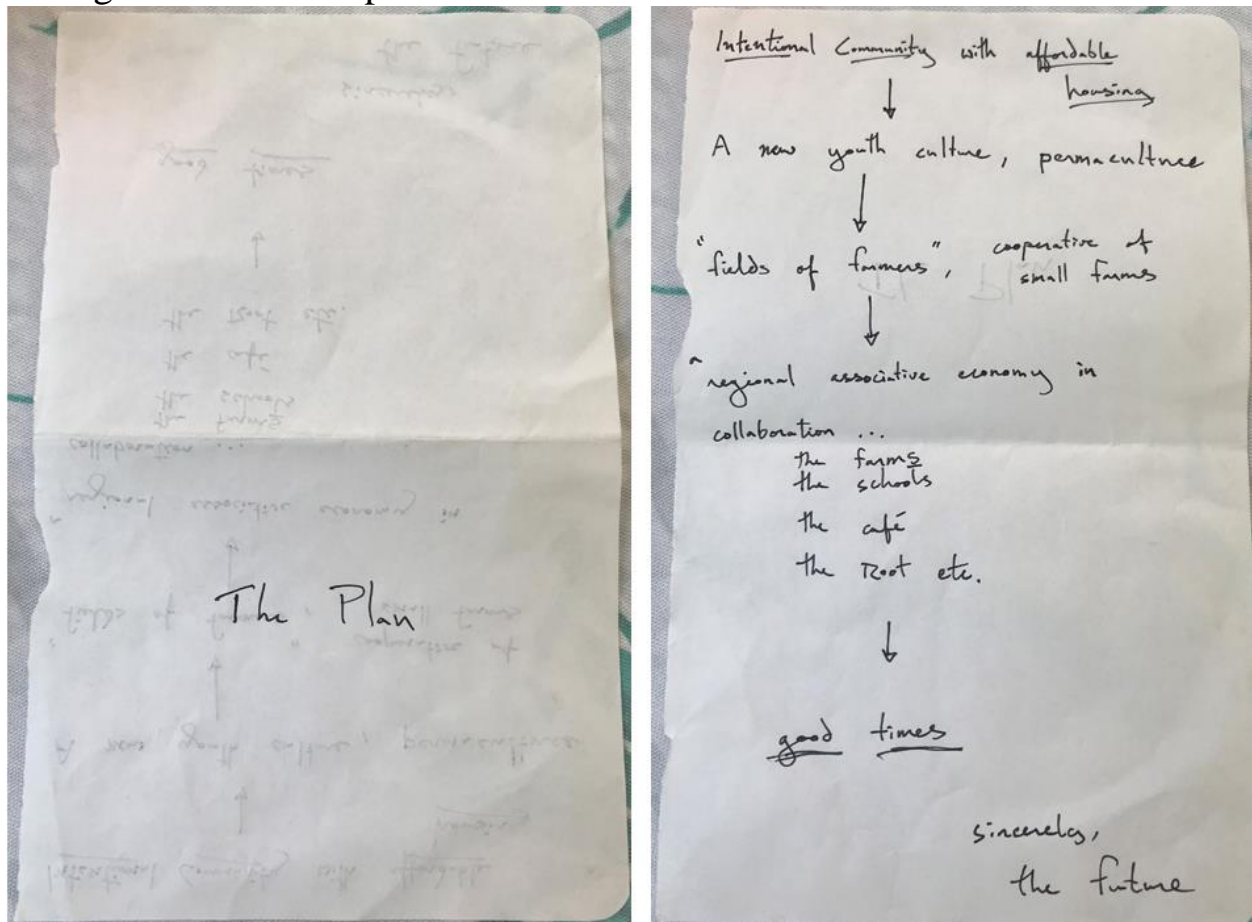 The Plan
Intentional Community with affordable
housing
A new youth culture, permaculture
"fields of farmers", cooperative of
small farms
regional associative economy in
collaboration ...
the farms
the schools
the café
the Root etc.
good times
sincerely,
the future